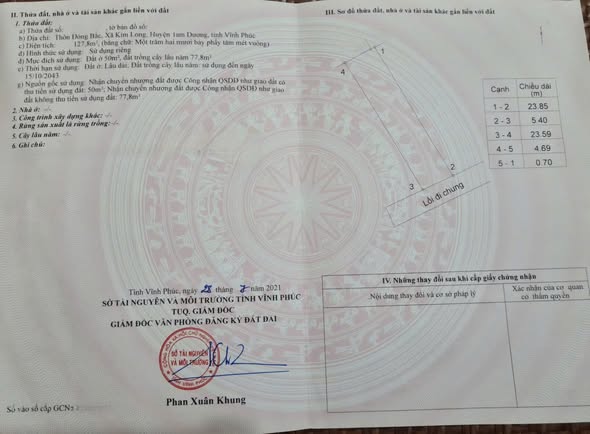 II. Thửa đất, nhà ở và tài sản khác gắn liền với đất
1. Thửa đất:
a) Thửa đất số: , tờ bản đồ số:
b) Địa chỉ: Thôn Đồng Bắc, Xã Kim Long, Huyện Tam Dương, tỉnh Vĩnh Phúc
c) Diện tích: 127,8m², (bằng chữ: Một trăm hai mươi bảy phẩy tám mét vuông)
d) Hình thức sử dụng: Sử dụng riêng
đ) Mục đích sử dụng: Đất ở 50m², đất trồng cây lâu năm 77,8m²
e) Thời hạn sử dụng: Đất ở: Lâu dài; Đất trồng cây lâu năm: sử dụng đến ngày
15/10/2043
g) Nguồn gốc sử dụng: Nhận chuyển nhượng đất được Công nhận QSDĐ như giao đất có
thu tiền sử dụng đất: 50m²; Nhận chuyển nhượng đất được Công nhận QSDĐ như giao
đất không thu tiền sử dụng đất: 77,8m²
2. Nhà ở: -/-
3. Công trình xây dựng khác: -/-
4. Rừng sản xuất là rừng trồng: -/-
5. Cây lâu năm: -/-
6. Ghi chú:
Tỉnh Vĩnh Phúc, ngày 28 tháng 7 năm 2021
SỞ TÀI NGUYÊN VÀ MÔI TRƯỜNG TỈNH VĨNH PHÚC
TUQ. GIÁM ĐỐC
GIÁM ĐỐC VĂN PHÒNG ĐĂNG KÝ ĐẤT ĐAI
SỞ TÀI NGUYÊN
VÀ MÔI TRƯỜNG
Phan Xuân Khung
Số vào sổ cấp GCN:
III. Sơ đồ thửa đất, nhà ở và tài sản khác gắn liền với đất
1
4
2
3
Lối đi chung
Cạnh Chiều dài (m)
1 - 2 23.85
2 - 3 5.40
3 - 4 23.59
4 - 5 4.69
5 - 1 0.70
IV. Những thay đổi sau khi cấp giấy chứng nhận
Nội dung thay đổi và cơ sở pháp lý
Xác nhận của cơ quan
có thẩm quyền